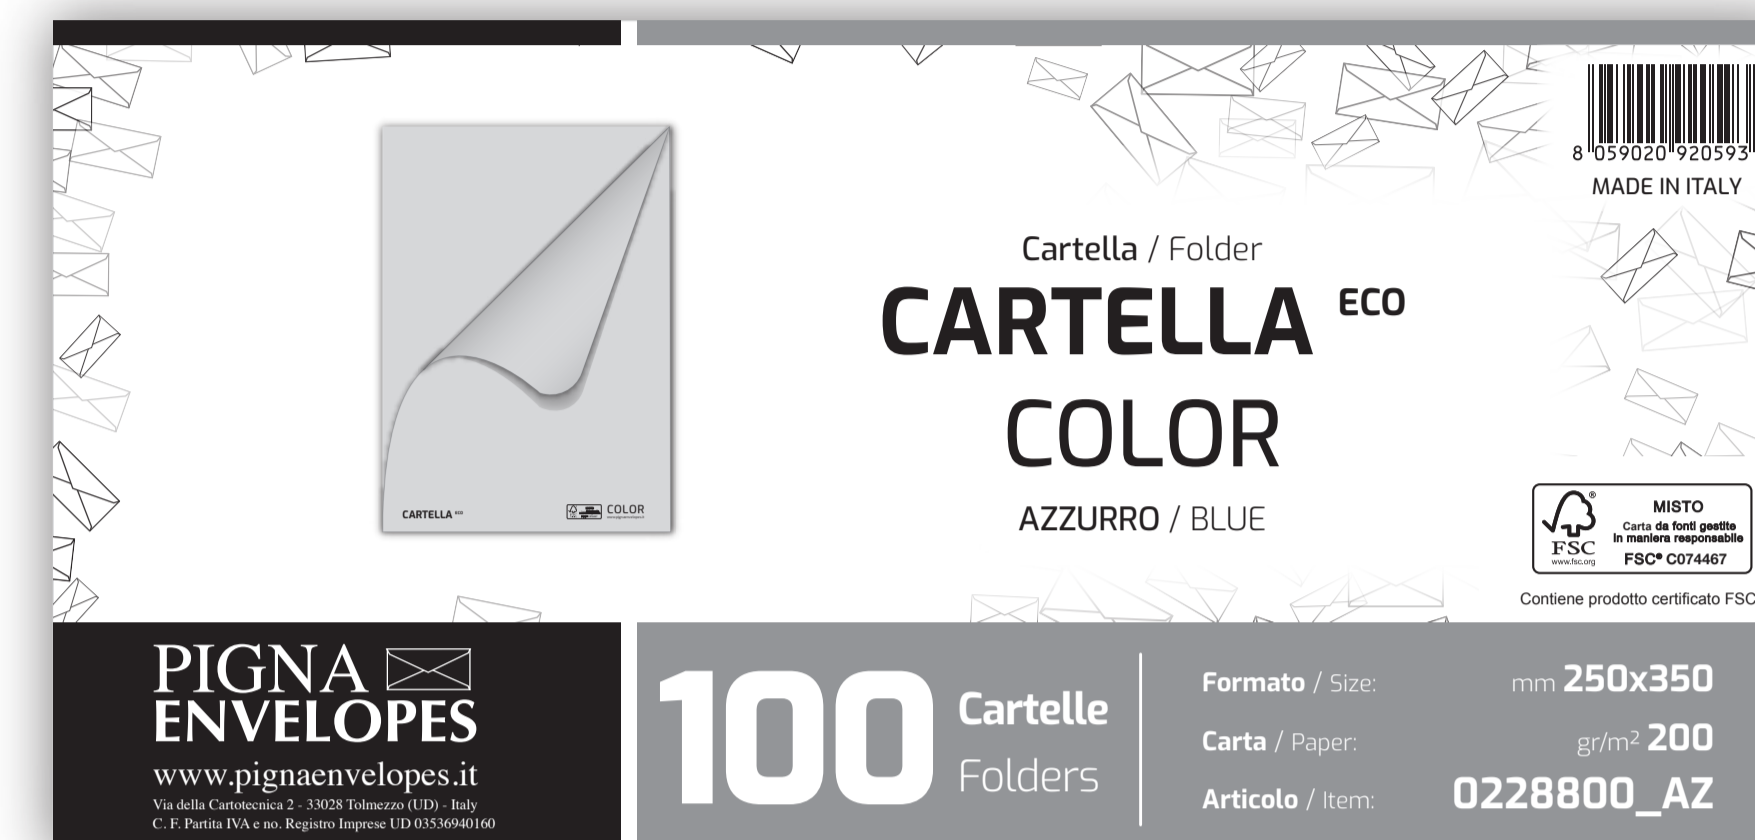 8 059020 920593
MADE IN ITALY
Cartella / Folder
CARTELLA ECO
COLOR
AZZURRO / BLUE
CARTELLA ECO
COLOR
MISTO
Carta da fonti gestite
in maniera responsabile
FSC® C074467
FSC
www.fsc.org
Contiene prodotto certificato FSC
PIGNA
ENVELOPES
www.pignaenvelopes.it
Via della Cartotecnica 2 - 33028 Tolmezzo (UD) - Italy
C. F. Partita IVA e no. Registro Imprese UD 03536940160
100 Cartelle
Folders
Formato / Size: mm 250x350
Carta / Paper: gr/m² 200
Articolo / Item: 0228800_AZ